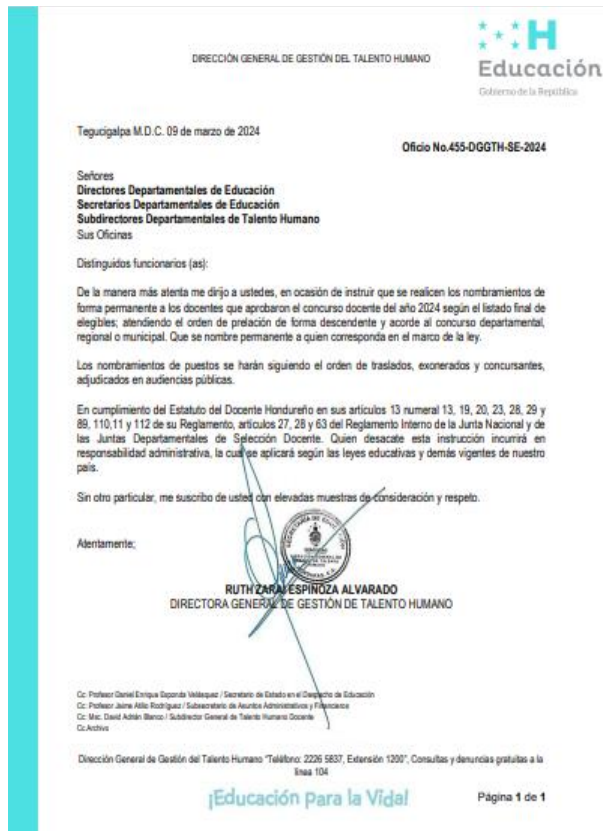 DIRECCIÓN GENERAL DE GESTIÓN DEL TALENTO HUMANO
H
Educación
Gobierno de la República
Tegucigalpa M.D.C. 09 de marzo de 2024
Oficio No.455-DGGTH-SE-2024
Señores
Directores Departamentales de Educación
Secretarios Departamentales de Educación
Subdirectores Departamentales de Talento Humano
Sus Oficinas
Distinguidos funcionarios (as):
De la manera más atenta me dirijo a ustedes, en ocasión de instruir que se realicen los nombramientos de
forma permanente a los docentes que aprobaron el concurso docente del año 2024 según el listado final de
elegibles; atendiendo el orden de prelación de forma descendente y acorde al concurso departamental,
regional o municipal. Que se nombre permanente a quien corresponda en el marco de la ley.
Los nombramientos de puestos se harán siguiendo el orden de traslados, exonerados y concursantes,
adjudicados en audiencias públicas.
En cumplimiento del Estatuto del Docente Hondureño en sus artículos 13 numeral 13, 19, 20, 23, 28, 29 y
89, 110,11 y 112 de su Reglamento, artículos 27, 28 y 63 del Reglamento Interno de la Junta Nacional y de
las Juntas Departamentales de Selección Docente. Quien desacate esta instrucción incurrirá en
responsabilidad administrativa, la cual se aplicará según las leyes educativas y demás vigentes de nuestro
país.
Sin otro particular, me suscribo de usted con elevadas muestras de consideración y respeto.
Atentamente;
RUTH ZARAI ESPINOZA ALVARADO
DIRECTORA GENERAL DE GESTIÓN DE TALENTO HUMANO
Cc: Profesor Daniel Enrique Esponda Velásquez / Secretario de Estado en el Despacho de Educación
Cc: Profesor Jaime Atilio Rodríguez / Subsecretario de Asuntos Administrativos y Financieros
Cc: Msc. David Adrián Blanco / Subdirector General de Talento Humano Docente
Cc:Archivo
Dirección General de Gestión del Talento Humano "Teléfono: 2226 5837, Extensión 1200", Consultas y denuncias gratuitas a la
línea 104
¡Educación para la Vida!
Página 1 de 1